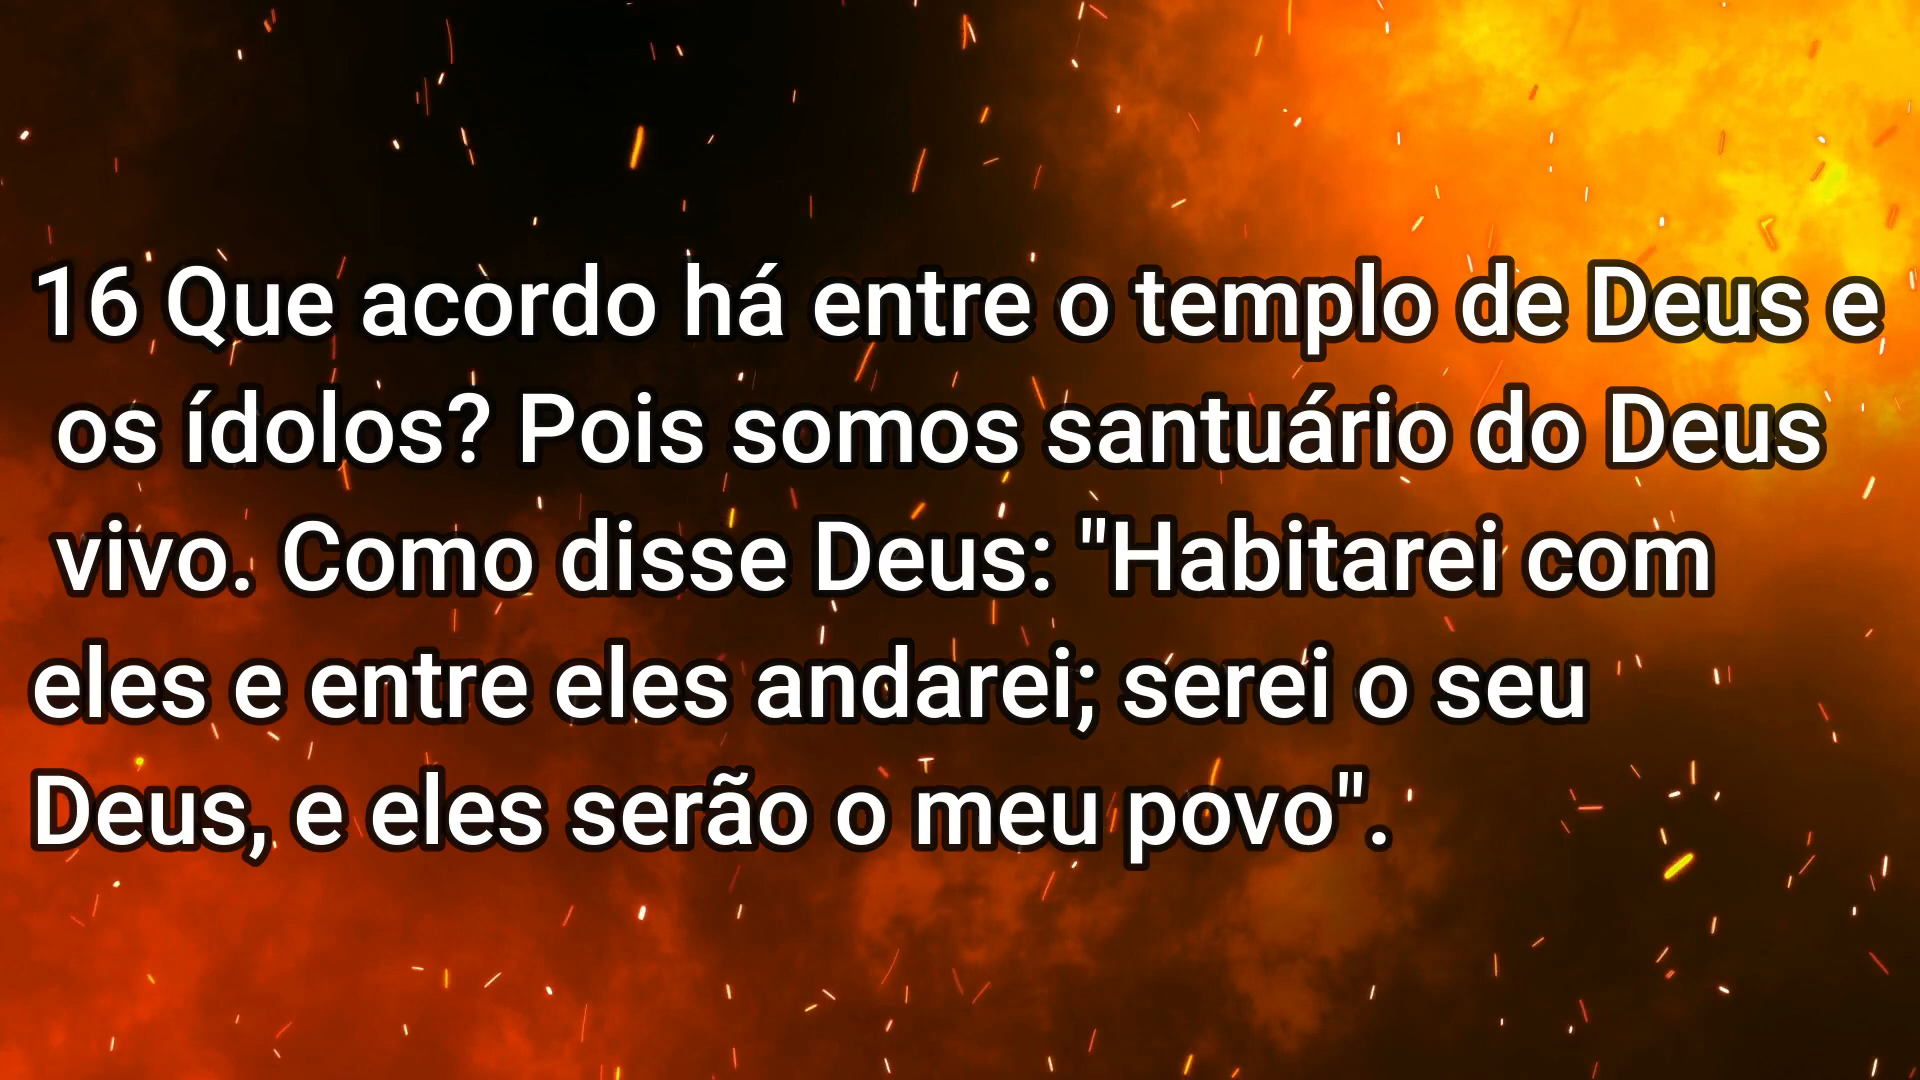 16 Que acordo há entre o templo de Deus e
os ídolos? Pois somos santuário do Deus
vivo. Como disse Deus: "Habitarei com
eles e entre eles andarei; serei o seu
Deus, e eles serão o meu povo".